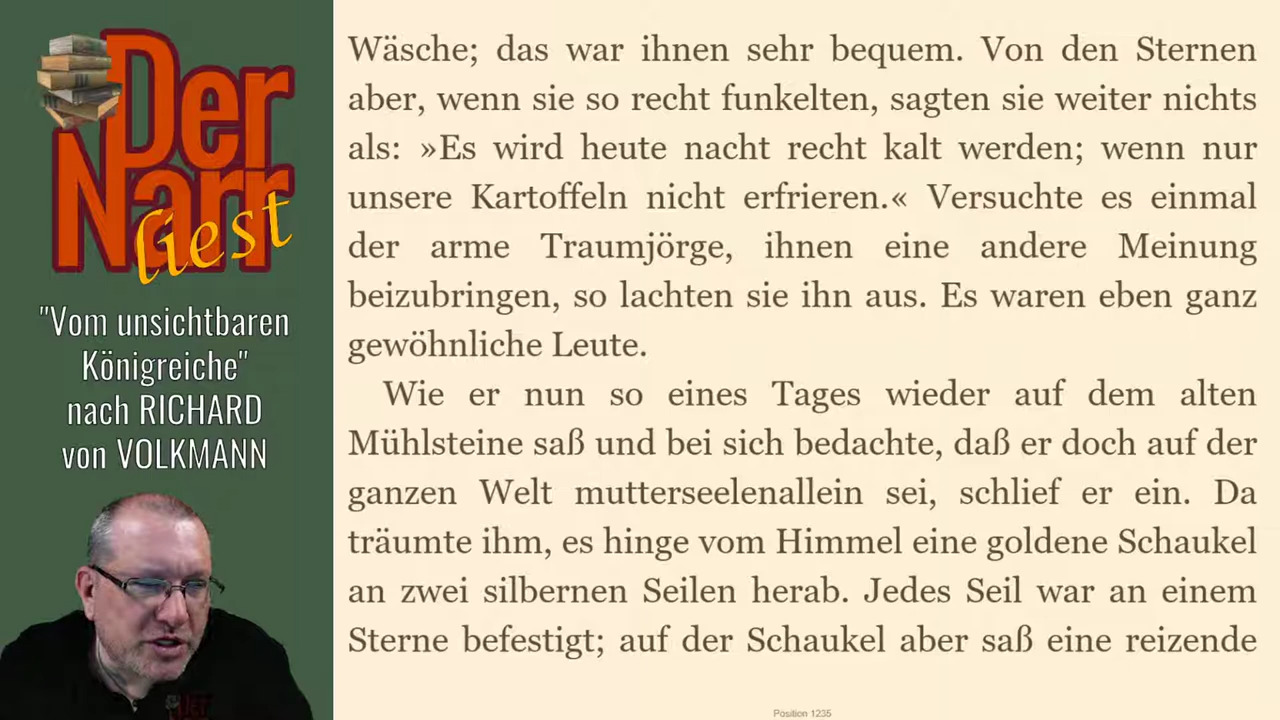 Der
Narr
liest
"Vom unsichtbaren
Königreiche"
nach RICHARD
von VOLKMANN
Wäsche; das war ihnen sehr bequem. Von den Sternen
aber, wenn sie so recht funkelten, sagten sie weiter nichts
als: »Es wird heute nacht recht kalt werden; wenn nur
unsere Kartoffeln nicht erfrieren.« Versuchte es einmal
der arme Traumjörge, ihnen eine andere Meinung
beizubringen, so lachten sie ihn aus. Es waren eben ganz
gewöhnliche Leute.
Wie er nun so eines Tages wieder auf dem alten
Mühlsteine saß und bei sich bedachte, daß er doch auf der
ganzen Welt mutterseelenallein sei, schlief er ein. Da
träumte ihm, es hinge vom Himmel eine goldene Schaukel
an zwei silbernen Seilen herab. Jedes Seil war an einem
Sterne befestigt; auf der Schaukel aber saß eine reizende
Position 1235